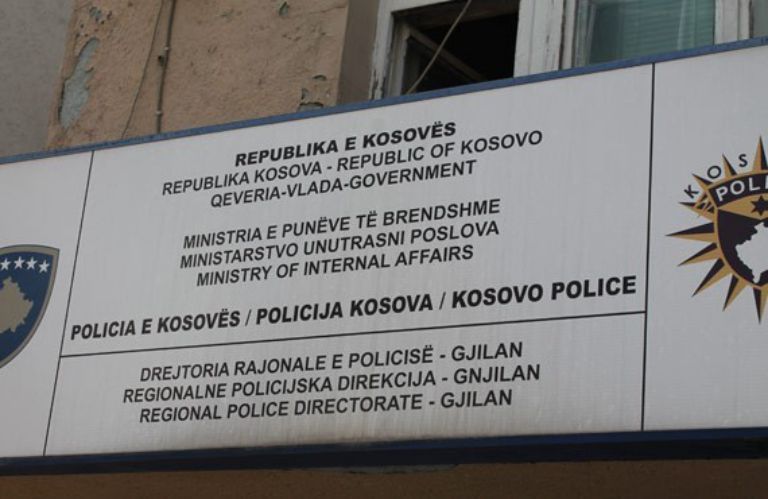 REPUBLIKA E KOSOVËS
REPUBLIKA KOSOVA - REPUBLIC OF KOSOVO
QEVERIA-VLADA-GOVERNMENT
MINISTRIA E PUNËVE TË BRENDSHME
MINISTARSTVO UNUTRASNI POSLOVA
MINISTRY OF INTERNAL AFFAIRS
POLICIA E KOSOVËS / POLICIJA KOSOVA / KOSOVO POLICE
DREJTORIA RAJONALE E POLICISË - GJILAN
REGIONALNE POLICIJSKA DIREKCIJA - GNJILAN
REGIONAL POLICE DIRECTORATE - GJILAN